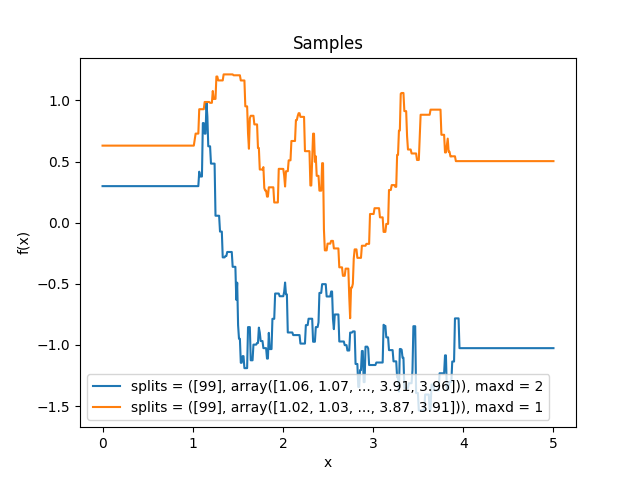 Samples
1.0
0.5
0.0
−0.5
−1.0
−1.5
f(x)
splits = ([99], array([1.06, 1.07, ..., 3.91, 3.96])), maxd = 2
splits = ([99], array([1.02, 1.03, ..., 3.87, 3.91])), maxd = 1
0 1 2 3 4 5
x